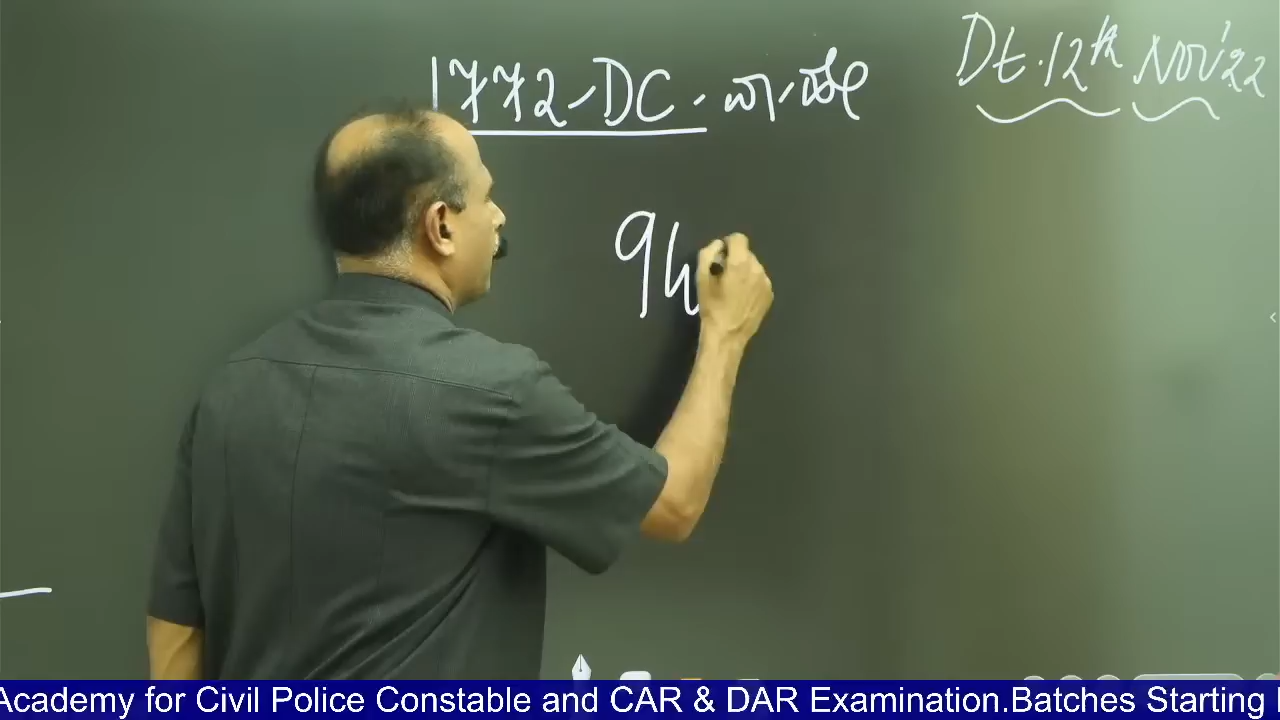 Dt. 12th Nov'22
1772-DC-
94
Academy for Civil Police Constable and CAR & DAR Examination.Batches Starting